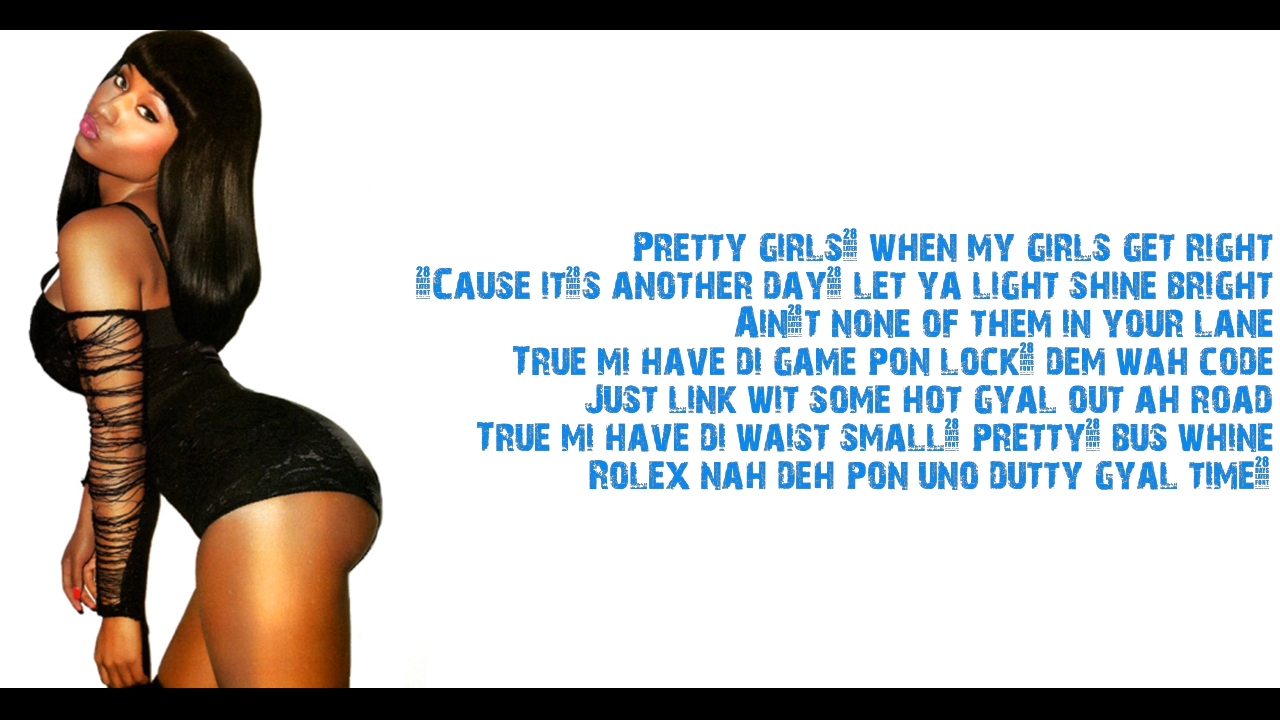 Pretty girls, when my girls get right
'Cause it's another day, let ya light shine bright
Ain't none of them in your lane
True mi have di game pon lock, dem wah code
Just link wit some hot gyal out ah road
True mi have di waist small, pretty, bus whine
Rolex nah deh pon uno dutty gyal time,